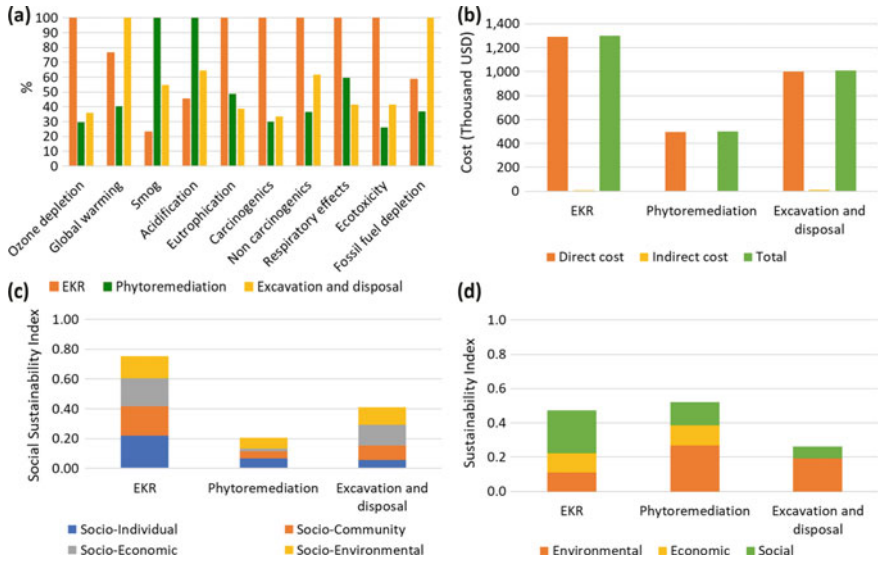 (a)
100
90
80
70
60
50
40
30
20
10
0
%
Ozone depletion
Global warming
Smog
Acidification
Eutrophication
Carcinogenics
Non carcinogenics
Respiratory effects
Ecotoxicity
Fossil fuel depletion
EKR Phytoremediation Excavation and disposal
(b)
1,400
1,200
1,000
800
600
400
200
0
Cost (Thousand USD)
EKR Phytoremediation Excavation and
disposal
Direct cost Indirect cost Total
(c)
1.00
0.80
0.60
0.40
0.20
0.00
Social Sustainability Index
EKR Phytoremediation Excavation and
disposal
Socio-Individual Socio-Community
Socio-Economic Socio-Environmental
(d)
1.0
0.8
0.6
0.4
0.2
0.0
Sustainability Index
EKR Phytoremediation Excavation and
disposal
Environmental Economic Social